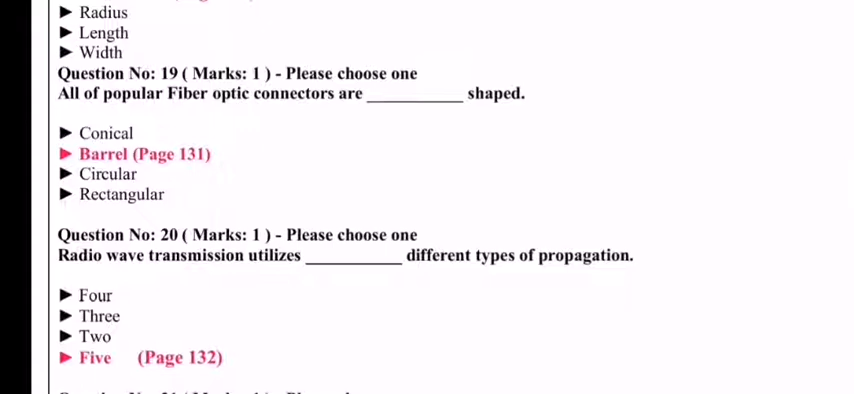 ► Radius
► Length
► Width
Question No: 19 ( Marks: 1 ) - Please choose one
All of popular Fiber optic connectors are ___________ shaped.
► Conical
► Barrel (Page 131)
► Circular
► Rectangular
Question No: 20 ( Marks: 1 ) - Please choose one
Radio wave transmission utilizes ___________ different types of propagation.
► Four
► Three
► Two
► Five (Page 132)